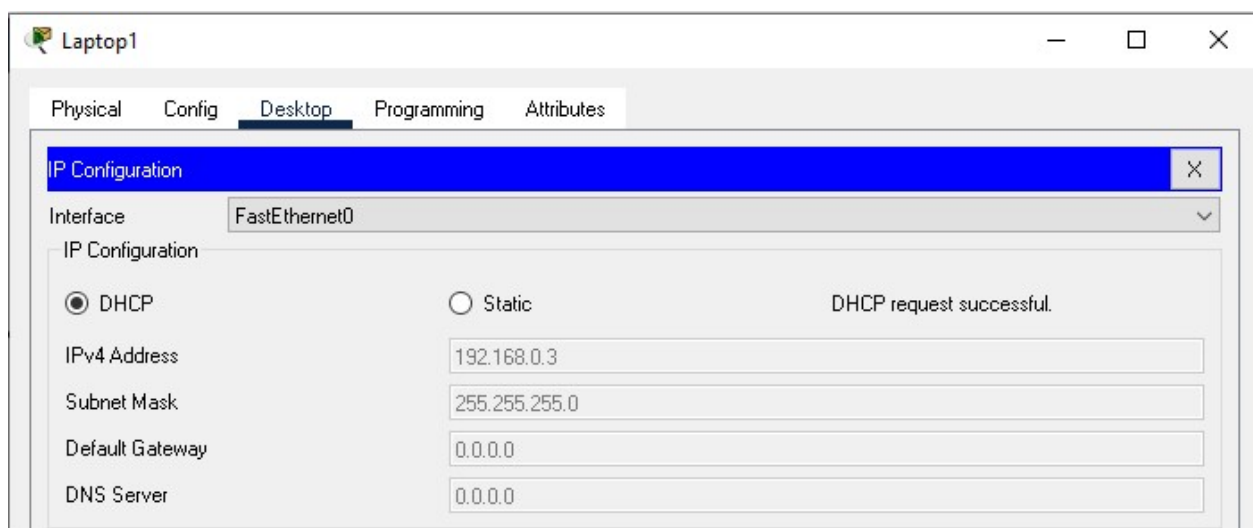 Laptop1
Physical Config Desktop Programming Attributes
IP Configuration X
Interface FastEthernet0
IP Configuration
DHCP Static DHCP request successful.
IPv4 Address 192.168.0.3
Subnet Mask 255.255.255.0
Default Gateway 0.0.0.0
DNS Server 0.0.0.0